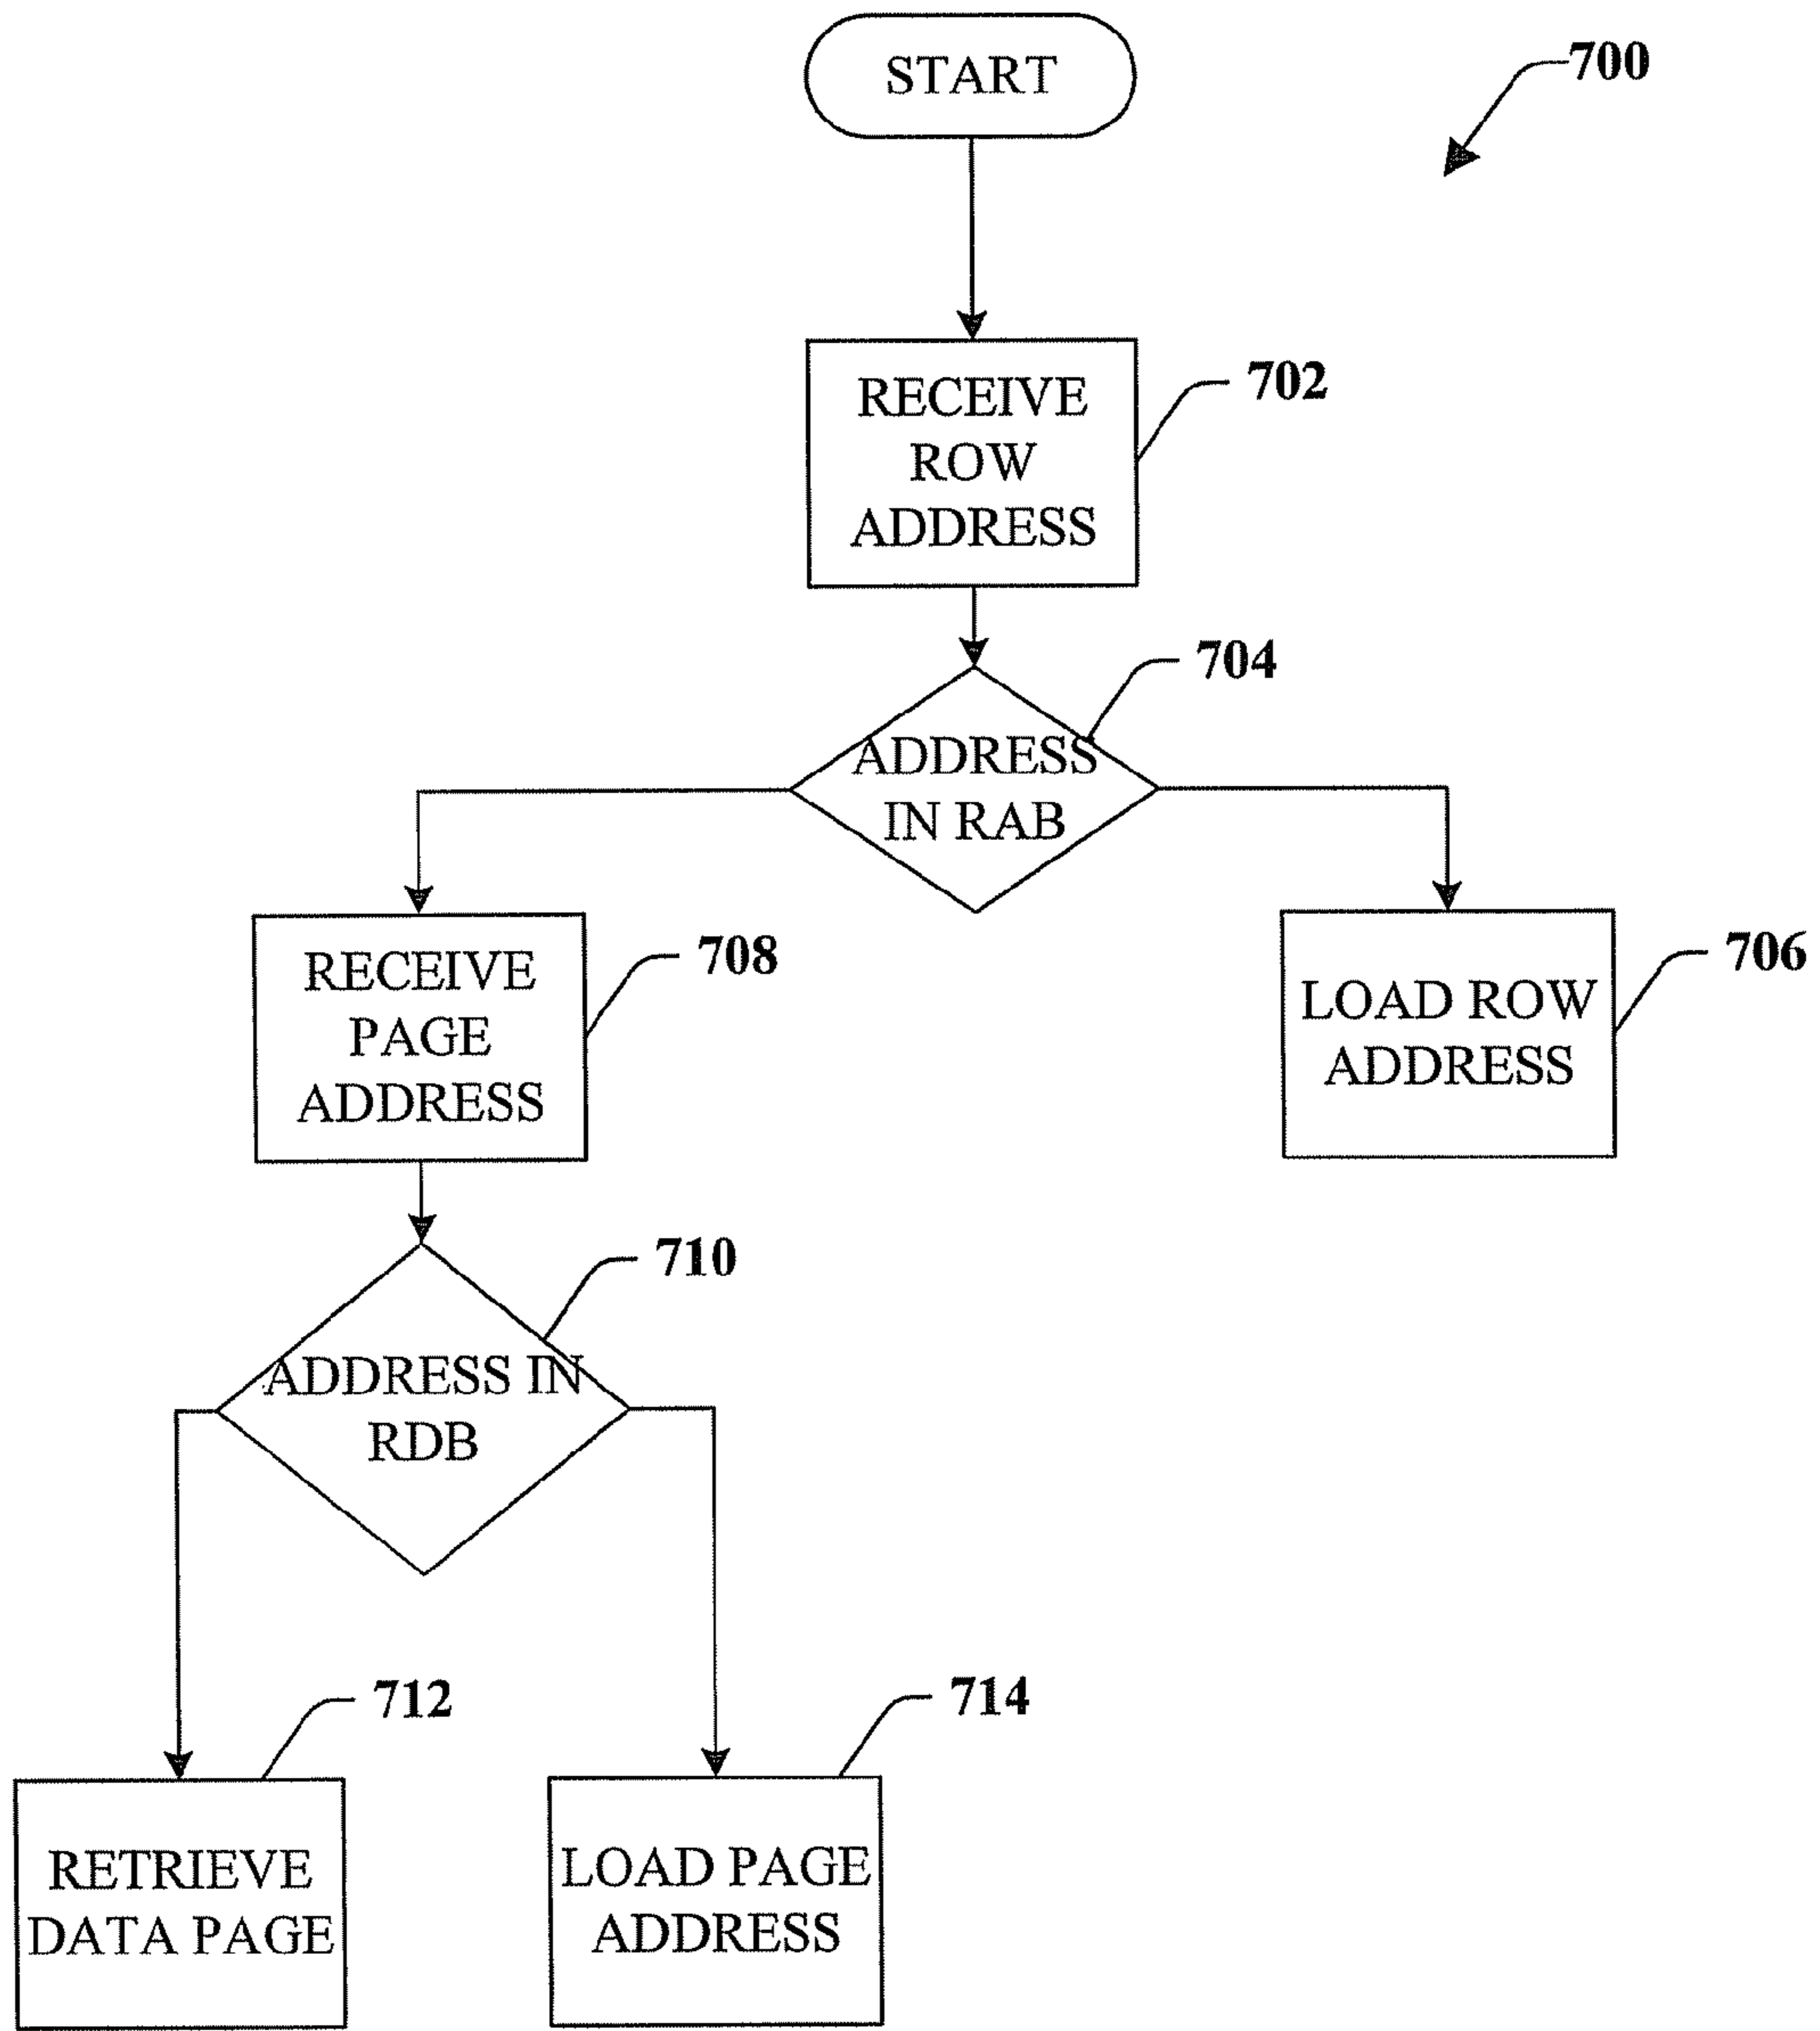 START
700
RECEIVE
ROW
ADDRESS
702
704
ADDRESS
IN RAB
RECEIVE
PAGE
ADDRESS
708
LOAD ROW
ADDRESS
706
710
ADDRESS IN
RDB
712
714
RETRIEVE
DATA PAGE
LOAD PAGE
ADDRESS